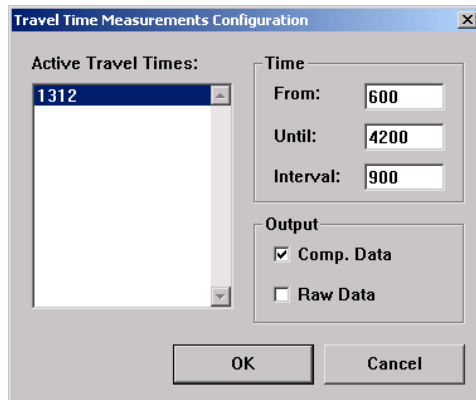 Travel Time Measurements Configuration
Active Travel Times:
1312
Time
From: 600
Until: 4200
Interval: 900
Output
Comp. Data
Raw Data
OK
Cancel